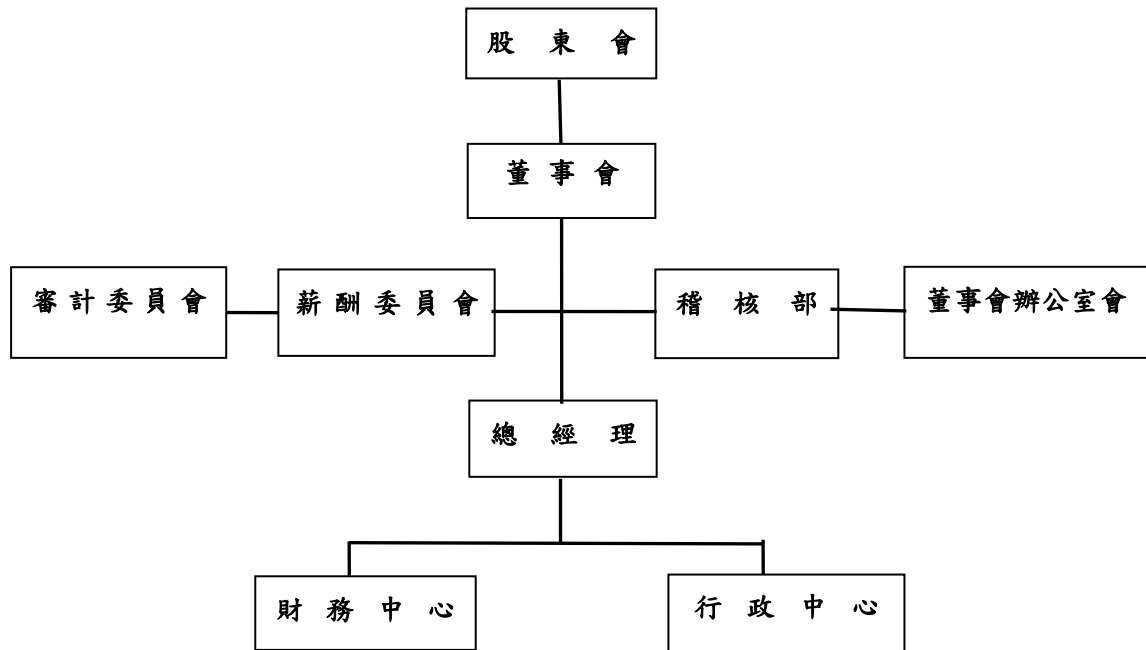 股東會
董事會
審計委員會
薪酬委員會
稽核部
董事會辦公室會
總經理
財務中心
行政中心